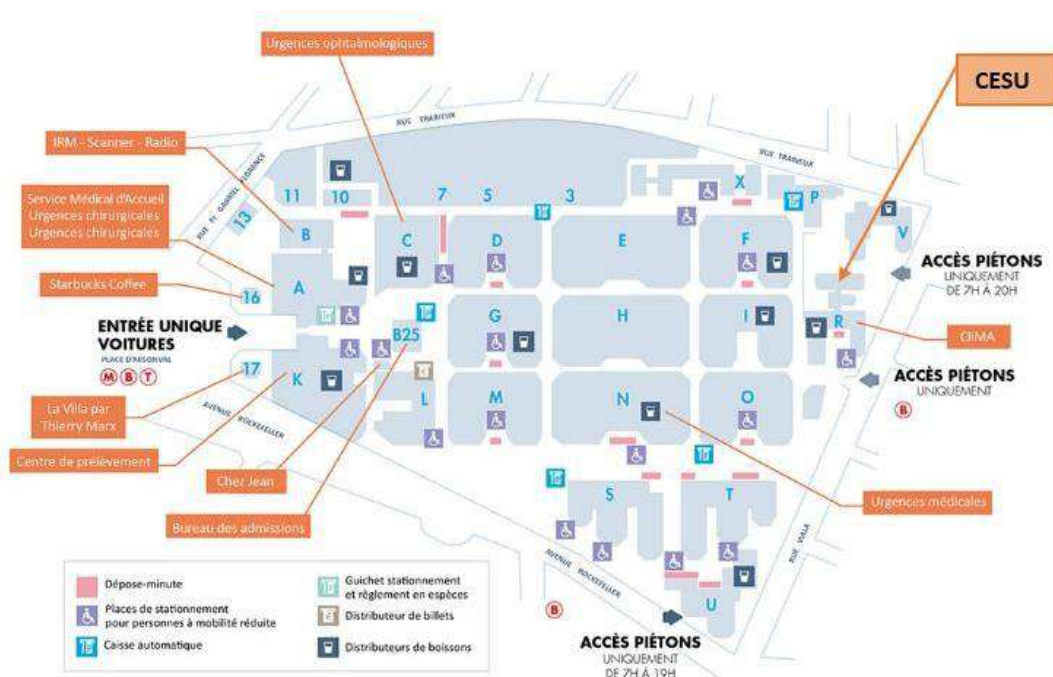 Urgences ophtalmologiques
CESU
RUE TRARIEUX
RUE TRARIEUX
IRM - Scanner - Radio
RUE Pr GABRIEL FLORENCE
Service Médical d'Accueil
Urgences chirurgicales
Urgences chirurgicales
11
10
7
5
3
X
P
13
B
C
D
E
F
V
ACCÈS PIÉTONS
UNIQUEMENT
DE 7H À 20H
Starbucks Coffee
16
A
ENTRÉE UNIQUE
VOITURES
PLACE D'ARSONVAL
M B T
B25
G
H
I
R
CliMA
17
K
L
M
N
O
ACCÈS PIÉTONS
UNIQUEMENT
B
La Villa par
Thierry Marx
AVENUE ROCKEFELLER
Centre de prélèvement
Chez Jean
Bureau des admissions
S
T
Urgences médicales
RUE VIALA
AVENUE ROCKEFELLER
U
B
ACCÈS PIÉTONS
UNIQUEMENT
DE 7H À 19H
Dépose-minute
Places de stationnement
pour personnes à mobilité réduite
Caisse automatique
Guichet stationnement
et règlement en espèces
Distributeur de billets
Distributeurs de boissons